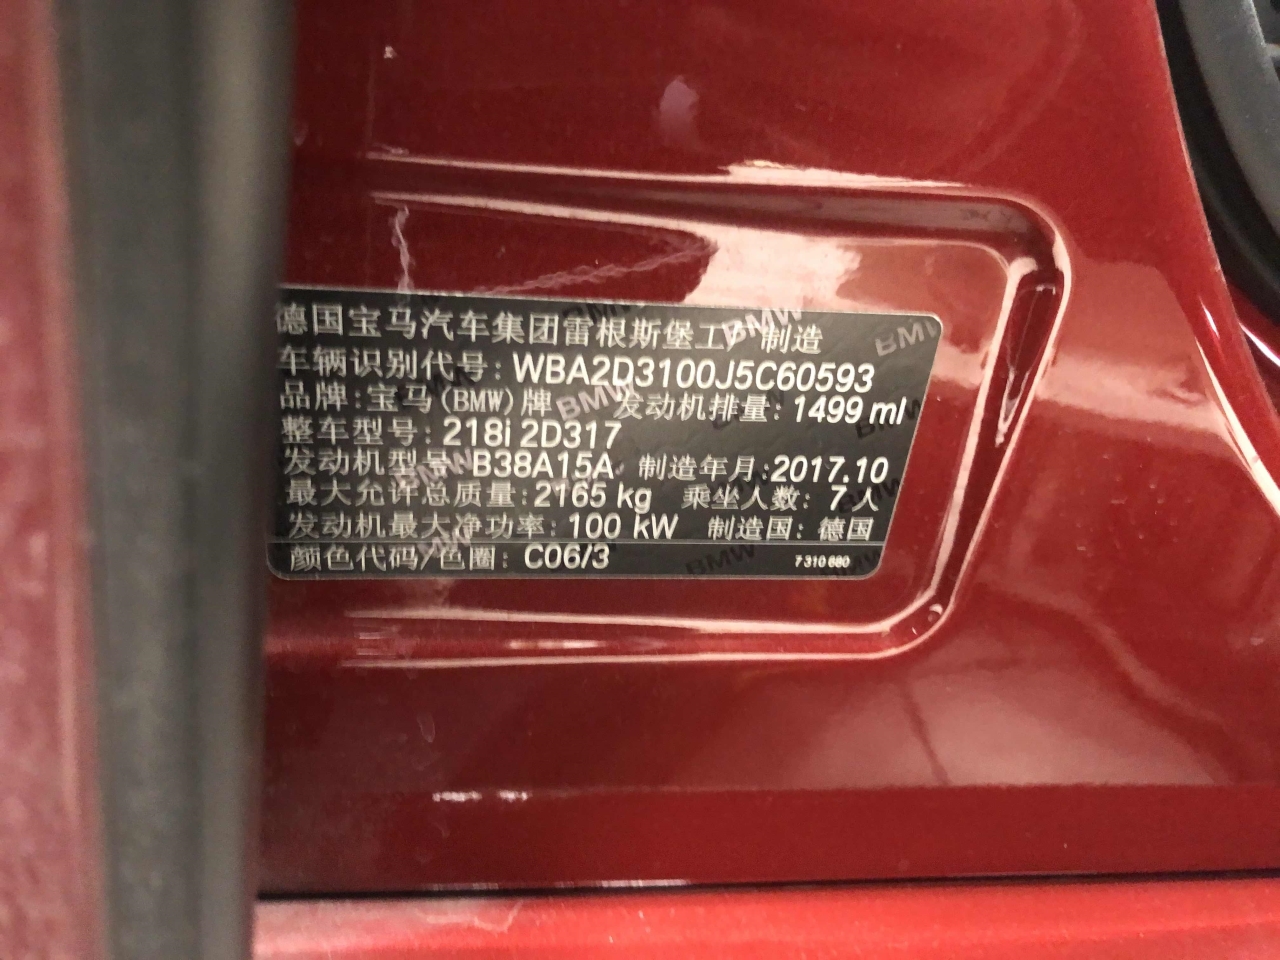 德国宝马汽车集团雷根斯堡工厂 制造
车辆识别代号: WBA2D3100J5C60593
品牌:宝马(BMW)牌 发动机排量: 1499 ml
整车型号: 218i 2D317
发动机型号 B38A15A 制造年月:2017.10
最大允许总质量: 2165 kg 乘坐人数: 7人
发动机最大净功率: 100 kW 制造国: 德国
颜色代码/色圈: C06/3 7 310 680